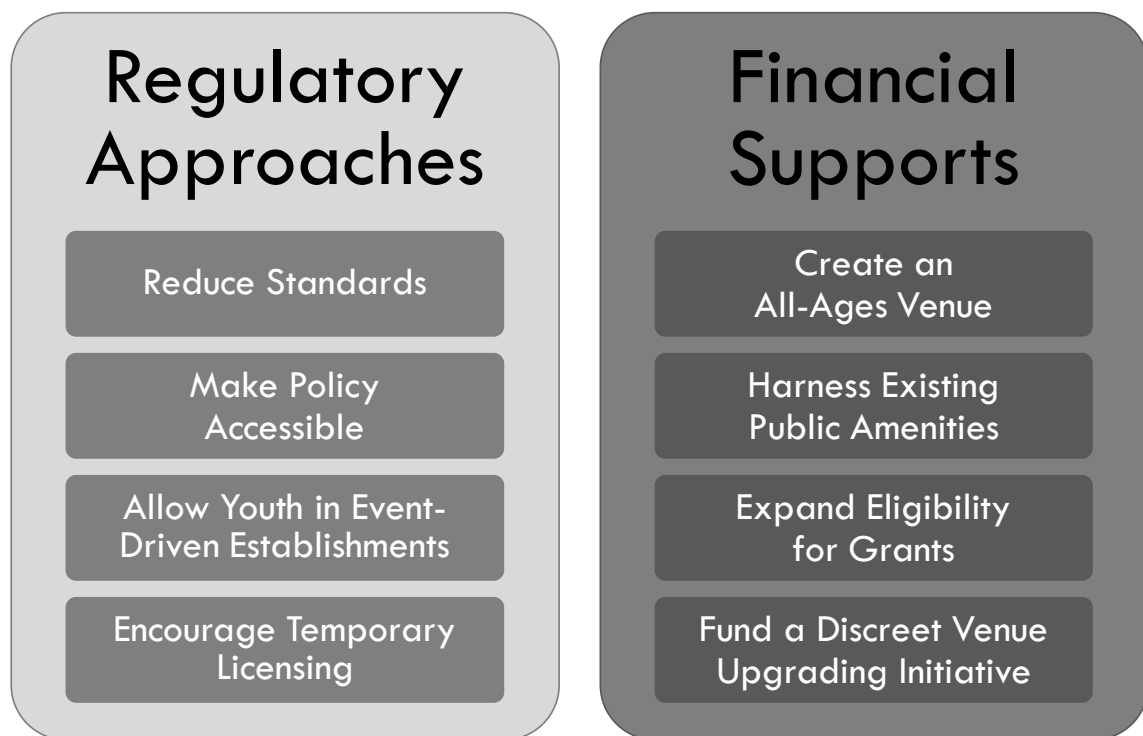 Regulatory
Approaches
Reduce Standards
Make Policy
Accessible
Allow Youth in Event-
Driven Establishments
Encourage Temporary
Licensing
Financial
Supports
Create an
All-Ages Venue
Harness Existing
Public Amenities
Expand Eligibility
for Grants
Fund a Discreet Venue
Upgrading Initiative